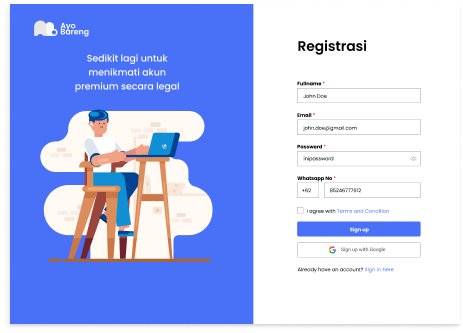 Ayo
Bareng
Sedikit lagi untuk
menikmati akun
premium secara legal
Registrasi
Fullname *
John Doe
Email *
john.doe@gmail.com
Password *
inipassword
Whatsapp No *
+62 85246777612
I agree with Terms and Condition
Sign up
Sign up with Google
Already have an account? Sign in here